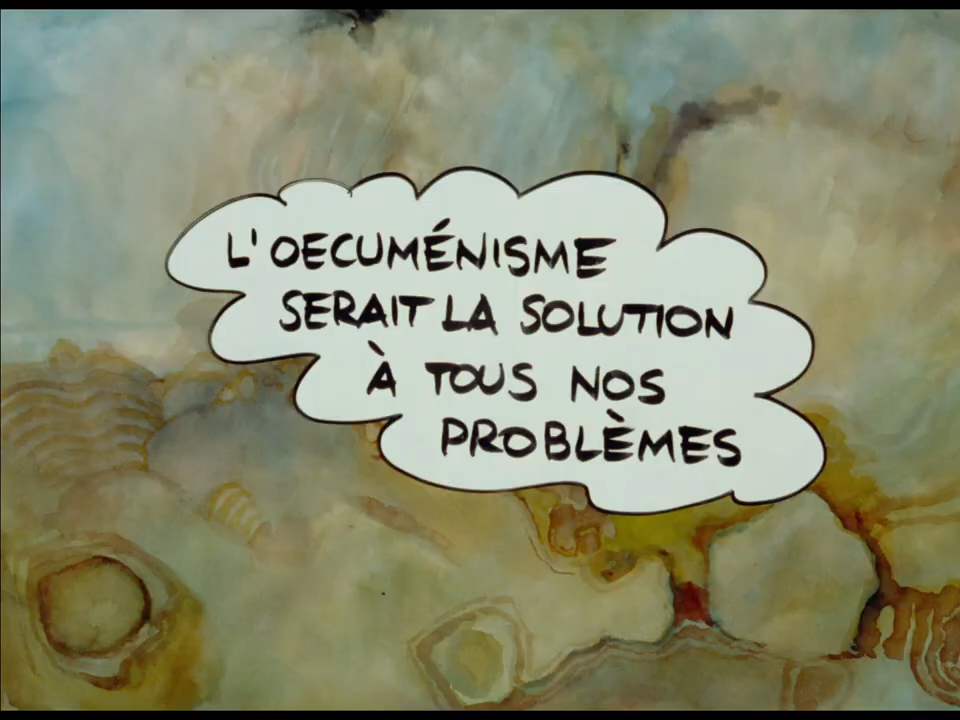 L'OECUMÉNISME
SERAIT LA SOLUTION
À TOUS NOS
PROBLÈMES